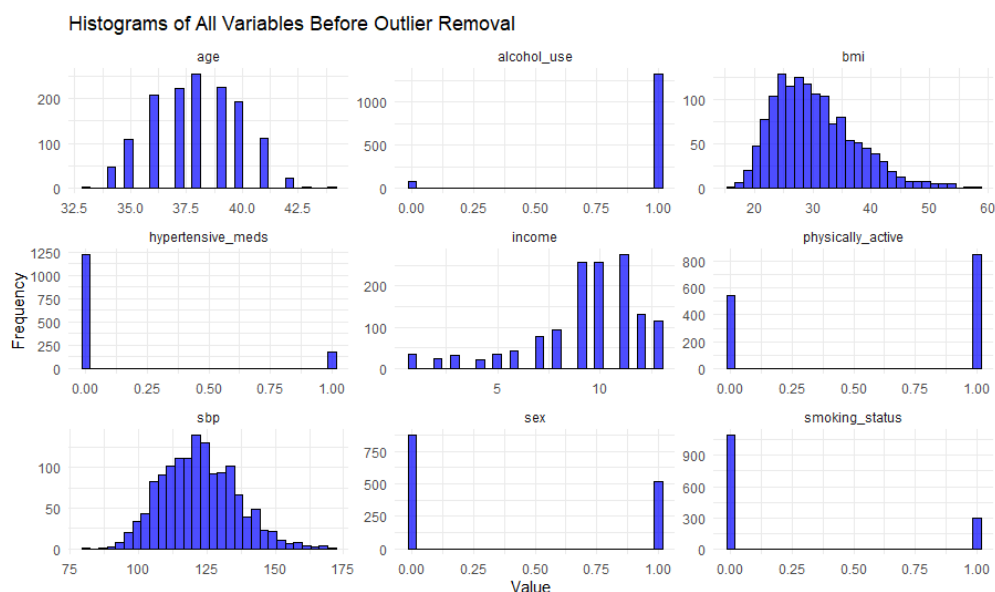 Histograms of All Variables Before Outlier Removal
age alcohol_use bmi
200
100
0
32.5 35.0 37.5 40.0 42.5
1000
500
0
0.00 0.25 0.50 0.75 1.00
100
50
0
20 30 40 50 60
hypertensive_meds income physically_active
Frequency
1250
1000
750
500
250
0
0.00 0.25 0.50 0.75 1.00
200
100
0
5 10
800
600
400
200
0
0.00 0.25 0.50 0.75 1.00
sbp sex smoking_status
100
50
0
75 100 125 150 175
750
500
250
0
0.00 0.25 0.50 0.75 1.00
900
600
300
0
0.00 0.25 0.50 0.75 1.00
Value